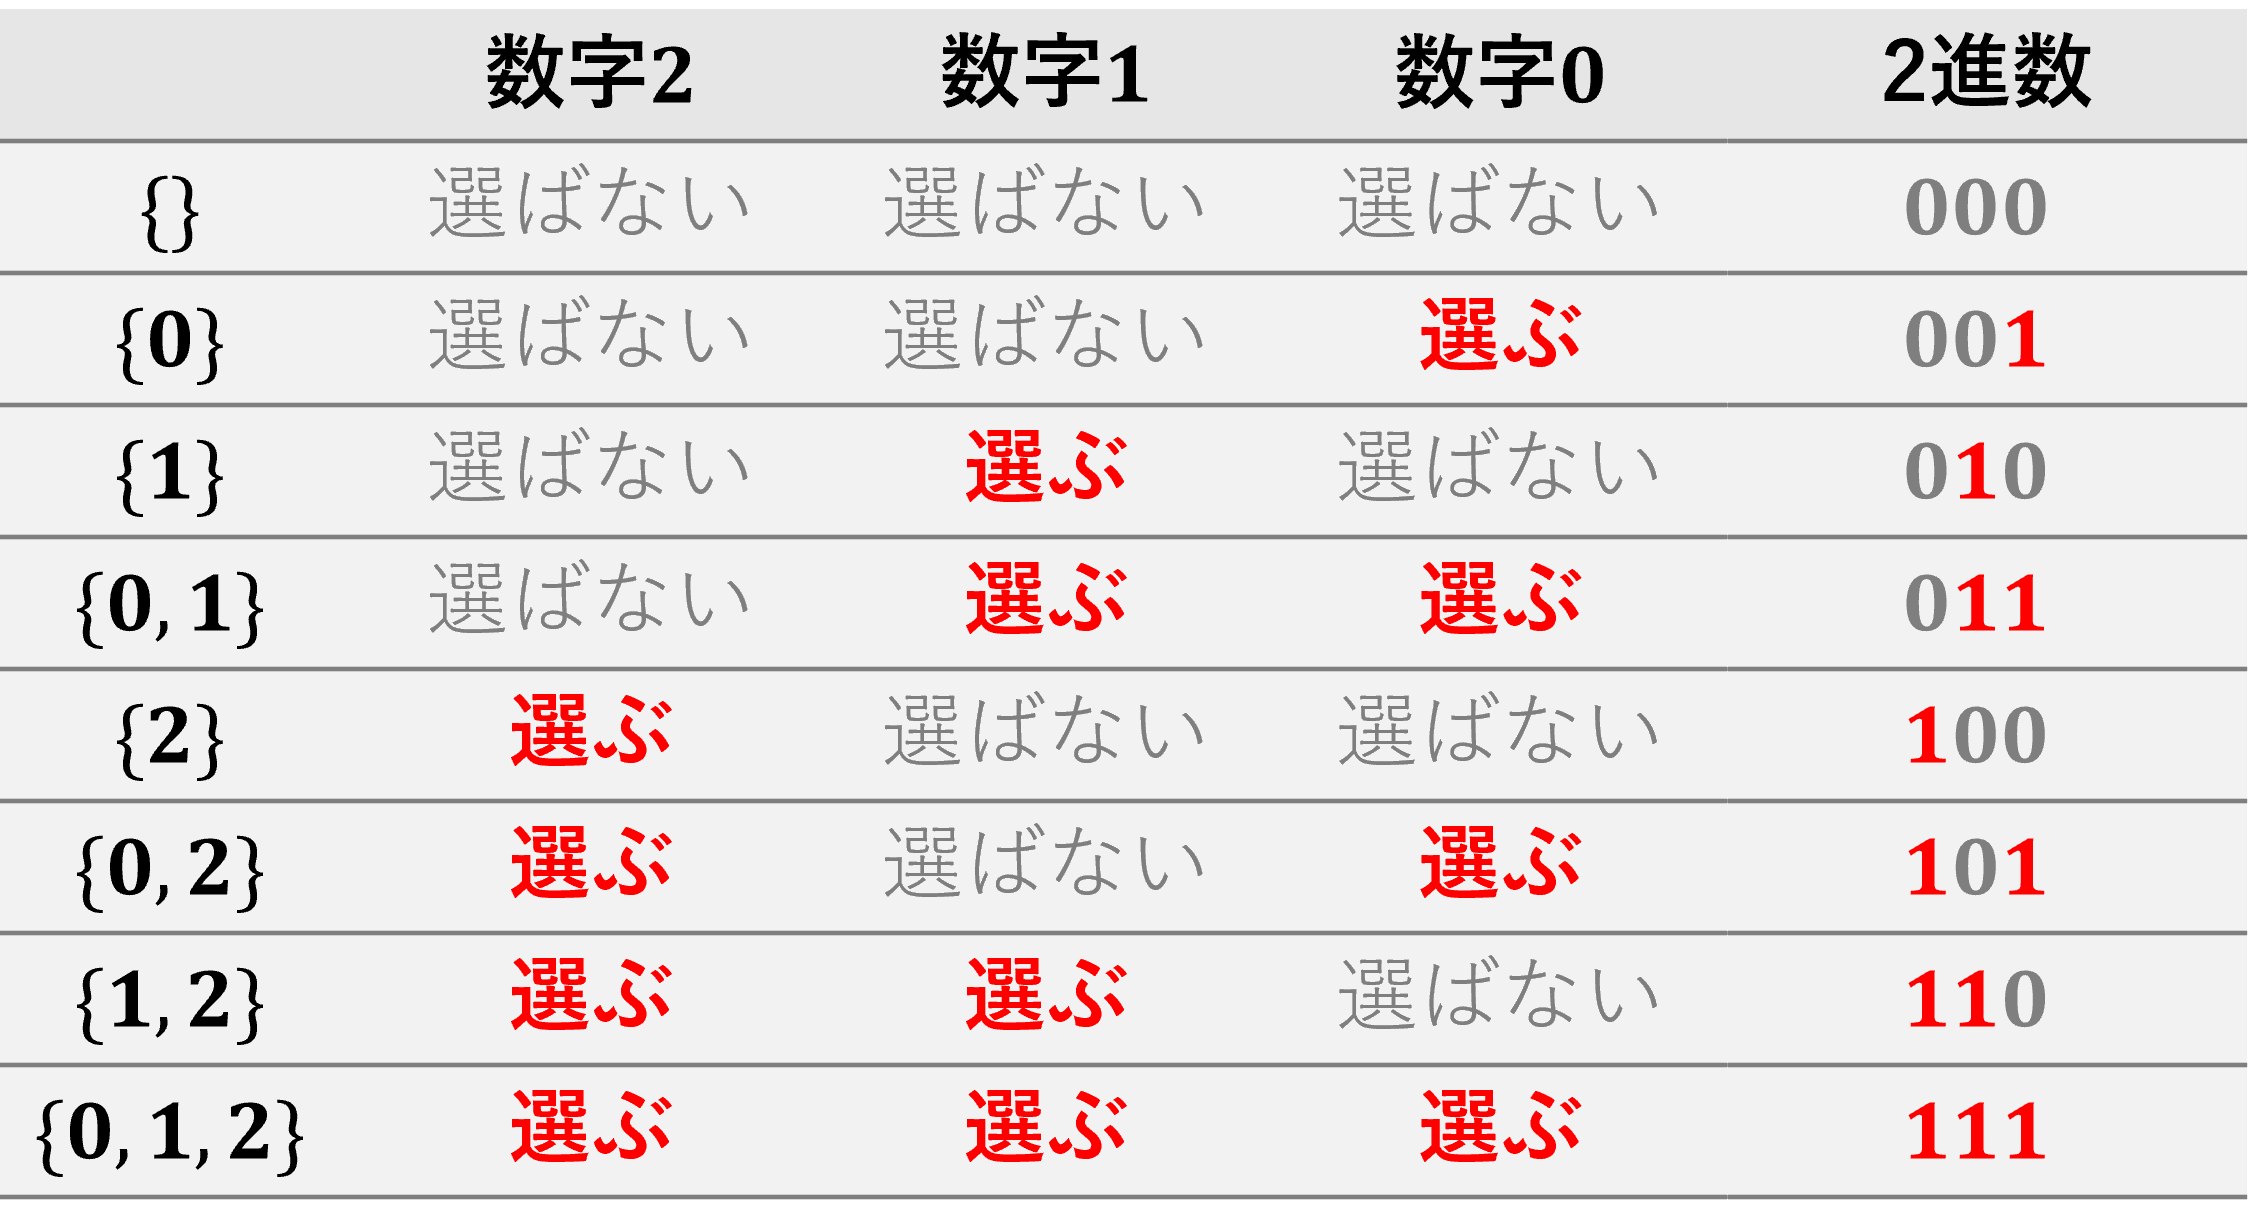 数字2 数字1 数字0 2進数
{} 選ばない 選ばない 選ばない 000
{0} 選ばない 選ばない 選ぶ 001
{1} 選ばない 選ぶ 選ばない 010
{0, 1} 選ばない 選ぶ 選ぶ 011
{2} 選ぶ 選ばない 選ばない 100
{0, 2} 選ぶ 選ばない 選ぶ 101
{1, 2} 選ぶ 選ぶ 選ばない 110
{0, 1, 2} 選ぶ 選ぶ 選ぶ 111